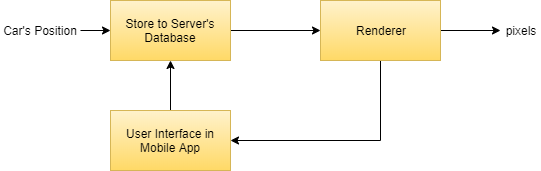 Car's Position
Store to Server's
Database
Renderer
pixels
User Interface in
Mobile App